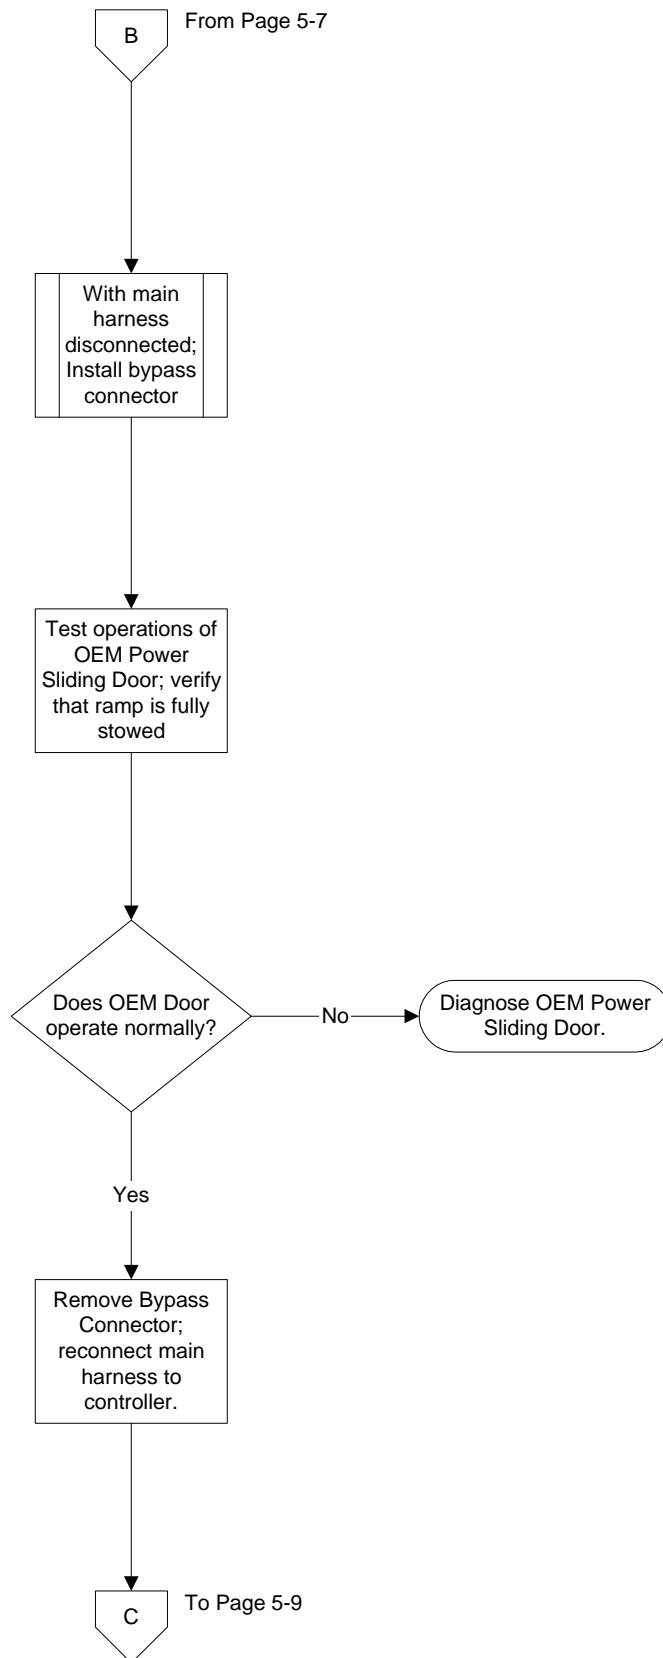 B
From Page 5-7
With main
harness
disconnected;
Install bypass
connector
Test operations of
OEM Power
Sliding Door; verify
that ramp is fully
stowed
Does OEM Door
operate normally?
No
Diagnose OEM Power
Sliding Door.
Yes
Remove Bypass
Connector;
reconnect main
harness to
controller.
C
To Page 5-9